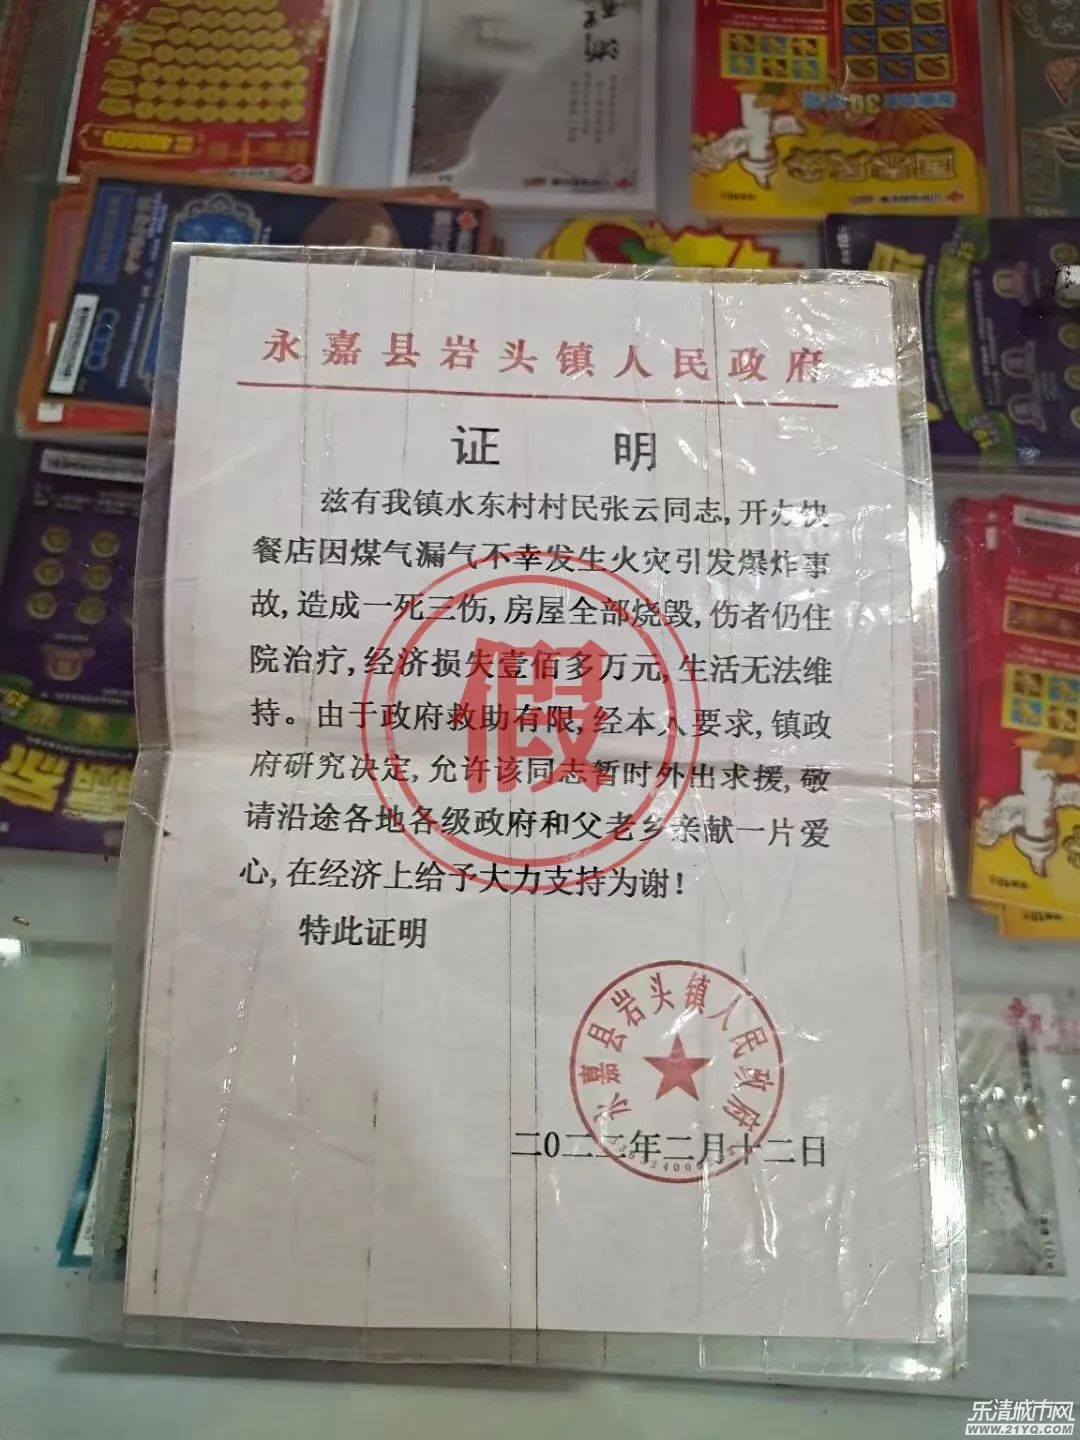 永嘉县岩头镇人民政府
证 明
兹有我镇水东村村民张云同志,开办快
餐店因煤气漏气不幸发生火灾引发爆炸事
故,造成一死三伤,房屋全部烧毁,伤者仍住
院治疗,经济损失壹佰多万元,生活无法维
持。由于政府救助有限,经本人要求,镇政
府研究决定,允许该同志暂时外出求援,敬
请沿途各地各级政府和父老乡亲献一片爱
心,在经济上给予大力支持为谢!
特此证明
假
永嘉县岩头镇人民政府
二〇二二年二月十二日
乐清城市网
www.21yq.com